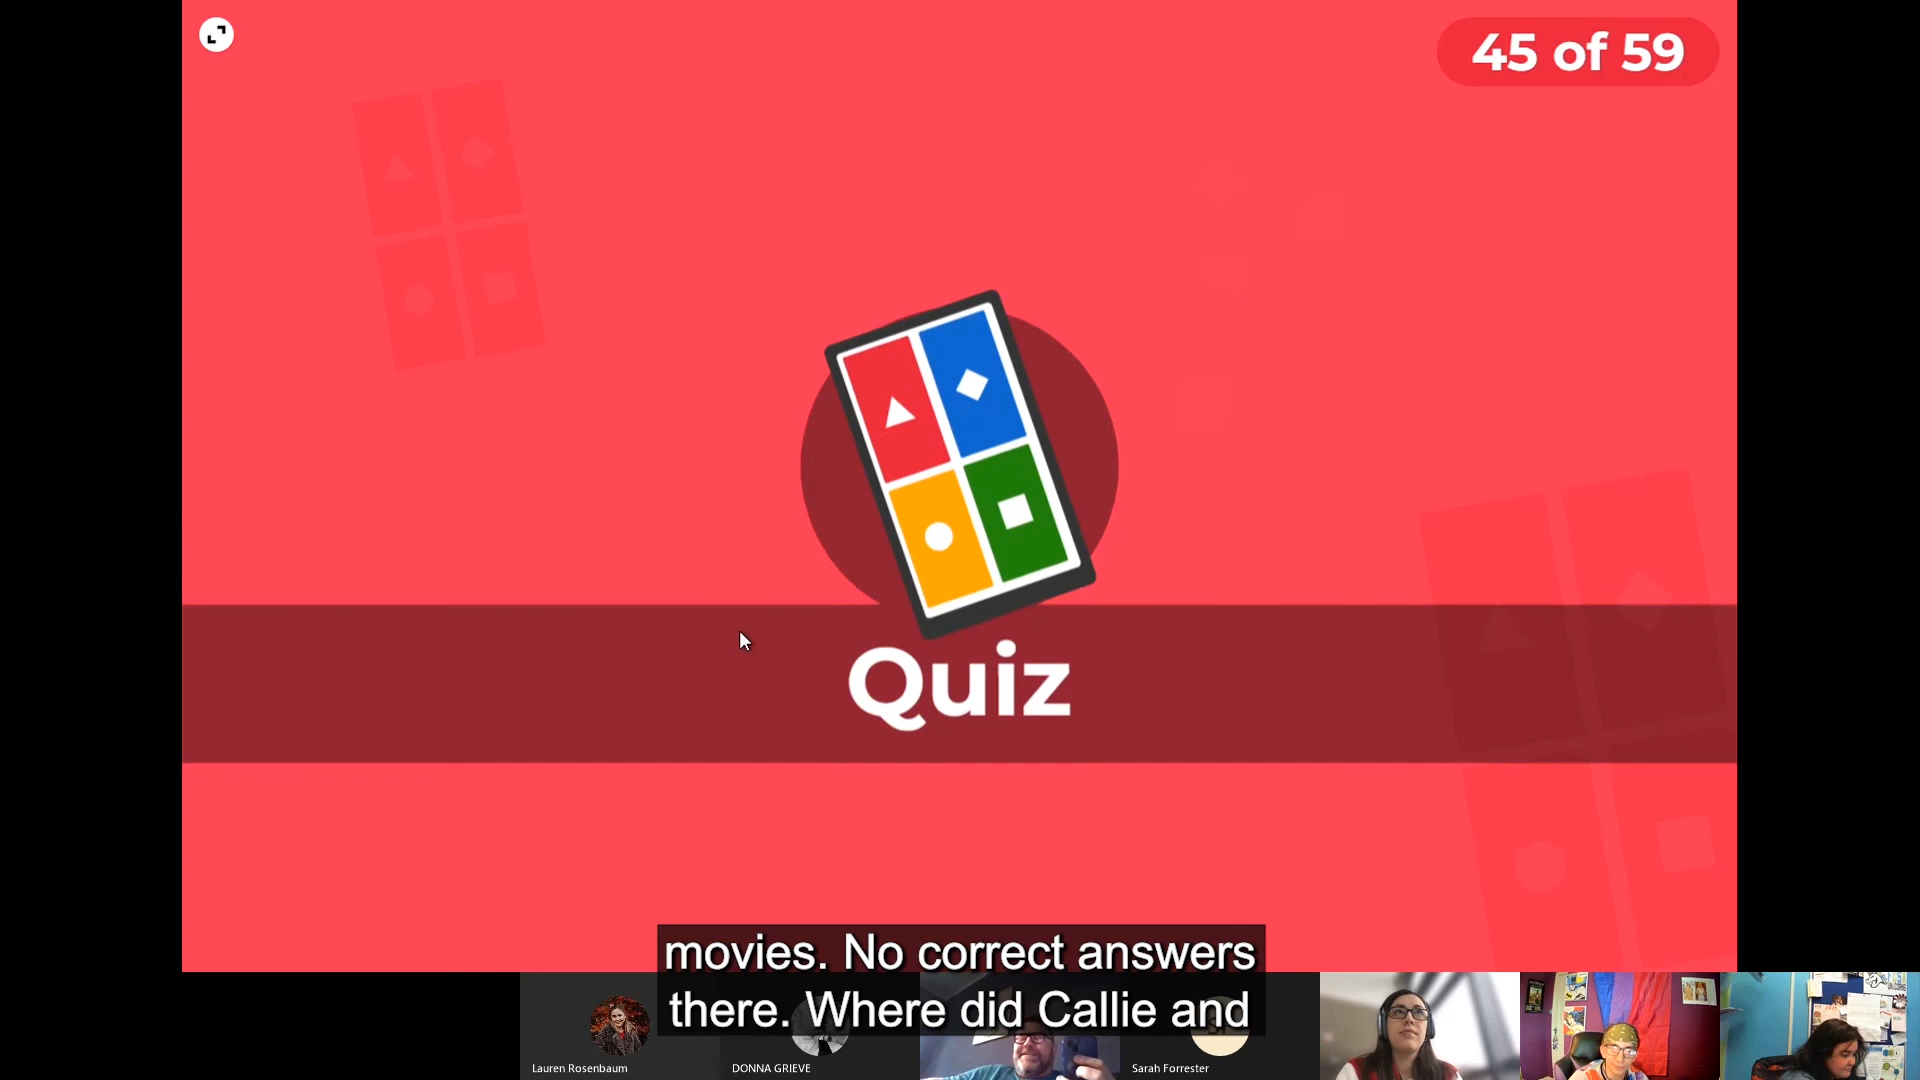 45 of 59
Quiz
movies. No correct answers
there. Where did Callie and
Lauren Rosenbaum
DONNA GRIEVE
Sarah Forrester